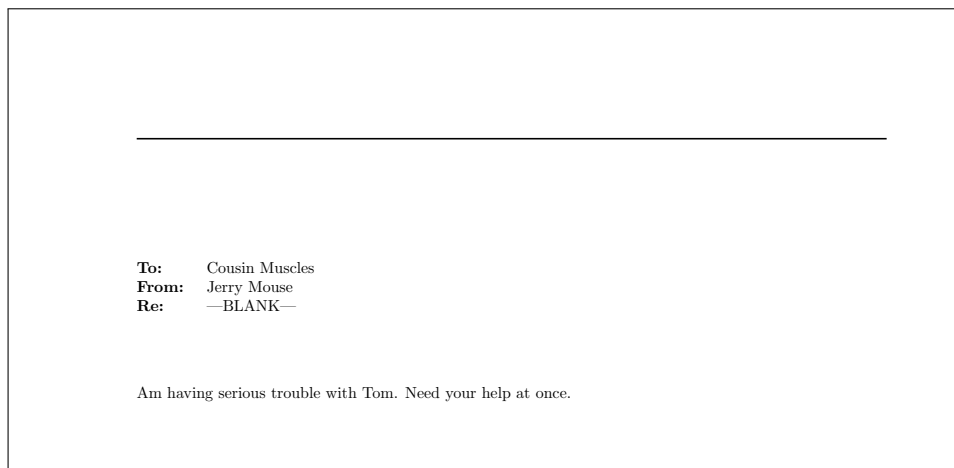 To: Cousin Muscles
From: Jerry Mouse
Re: —BLANK—
Am having serious trouble with Tom. Need your help at once.